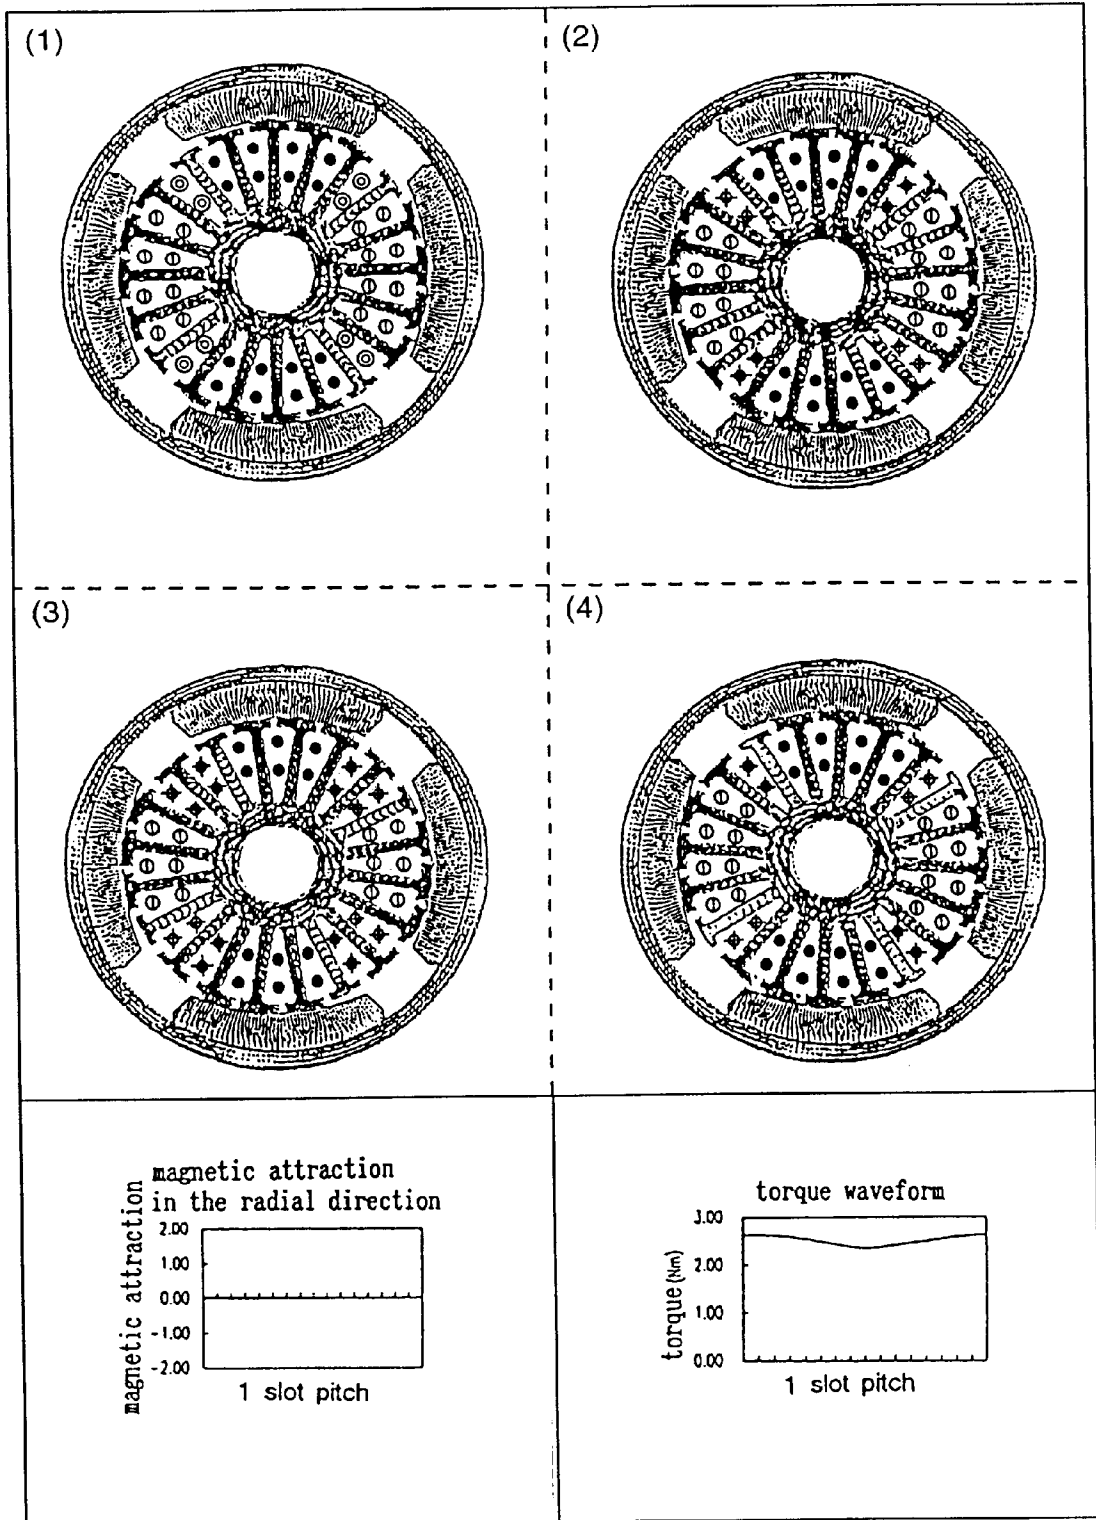 (1)
(2)
(3)
(4)
magnetic attraction
in the radial direction
magnetic attraction
2.00
1.00
0.00
-1.00
-2.00
1 slot pitch
torque waveform
torque (Nm)
3.00
2.00
1.00
0.00
1 slot pitch